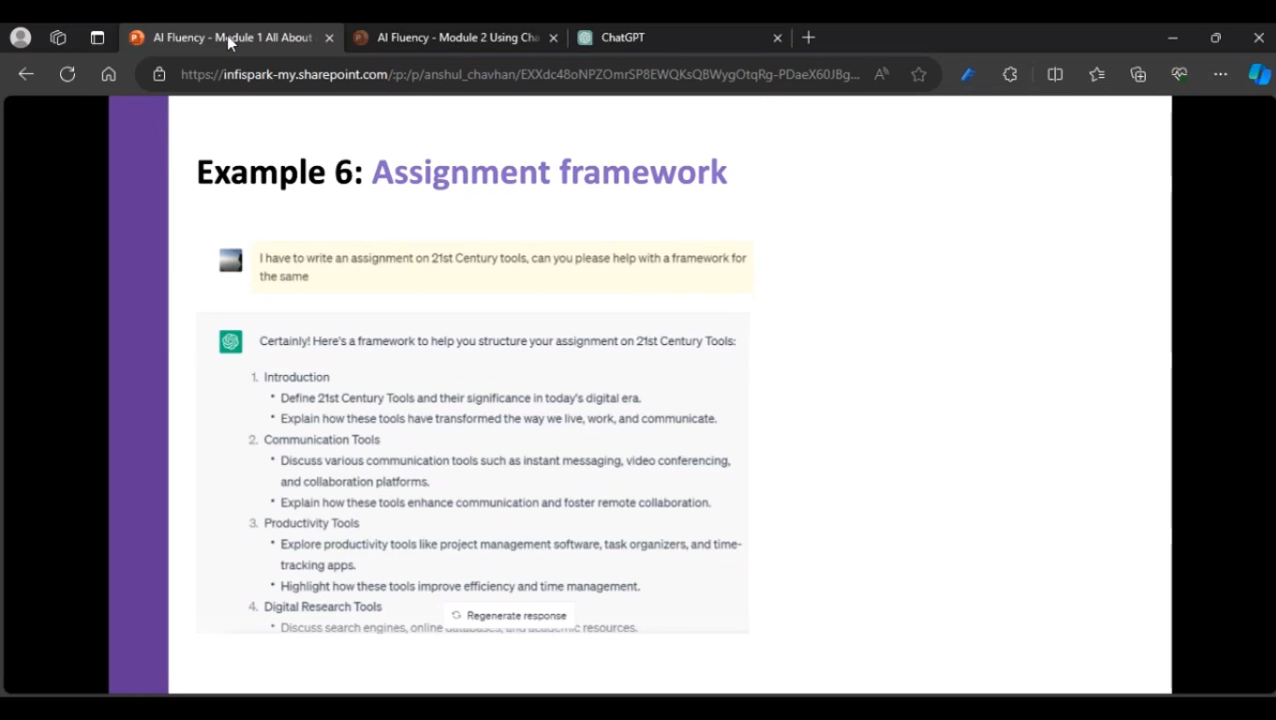 AI Fluency - Module 1 All About
AI Fluency - Module 2 Using Cha
ChatGPT
https://infispark-my.sharepoint.com/:p:/p/anshul_chavhan/
Example 6: Assignment framework
I have to write an assignment on 21st Century tools, can you please help with a framework for
the same
Certainly! Here's a framework to help you structure your assignment on 21st Century Tools:
1. Introduction
• Define 21st Century Tools and their significance in today's digital era.
• Explain how these tools have transformed the way we live, work, and communicate.
2. Communication Tools
• Discuss various communication tools such as instant messaging, video conferencing,
and collaboration platforms.
• Explain how these tools enhance communication and foster remote collaboration.
3. Productivity Tools
• Explore productivity tools like project management software, task organizers, and time-
tracking apps.
• Highlight how these tools improve efficiency and time management.
4. Digital Research Tools
Regenerate response
• Discuss search engines, online databases, and academic resources.